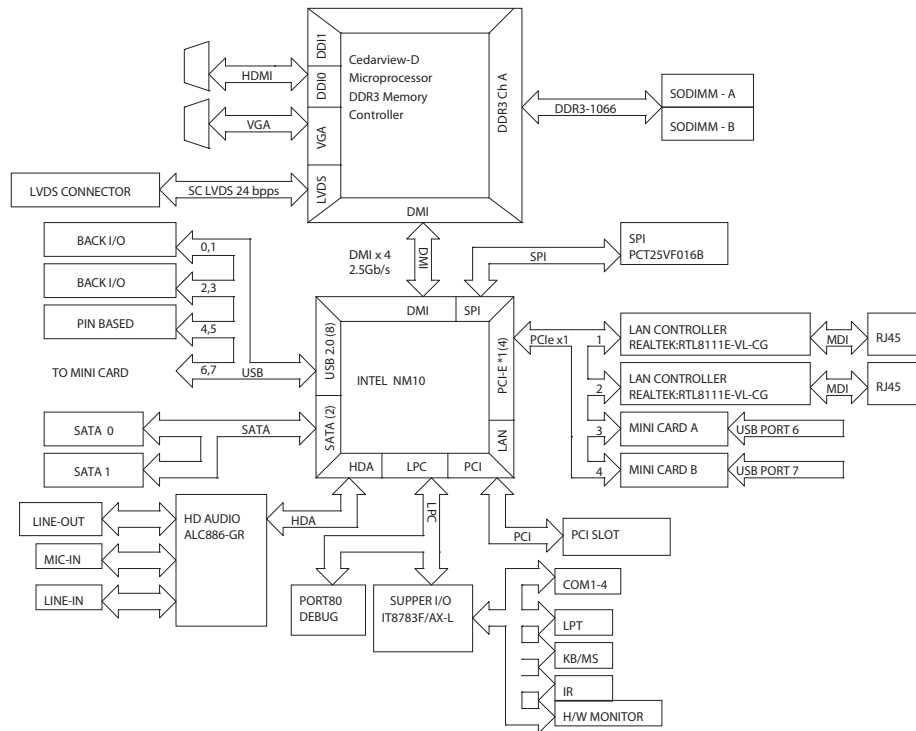 DDI1
DDI0
VGA
LVDS
Cedarview-D
Microprocessor
DDR3 Memory
Controller
DDR3 Ch A
DMI
HDMI
VGA
DDR3-1066
SODIMM - A
SODIMM - B
LVDS CONNECTOR
SC LVDS 24 bpps
BACK I/O
0,1
BACK I/O
2,3
PIN BASED
4,5
TO MINI CARD
6,7
USB
DMI x 4
2.5Gb/s
DMI
SPI
SPI
PCT25VF016B
DMI
SPI
USB 2.0 (8)
SATA (2)
INTEL NM10
PCI-E *1(4)
LAN
HDA
LPC
PCI
PCIe x1
1
LAN CONTROLLER
REALTEK:RTL8111E-VL-CG
MDI
RJ45
2
LAN CONTROLLER
REALTEK:RTL8111E-VL-CG
MDI
RJ45
3
MINI CARD A
USB PORT 6
4
MINI CARD B
USB PORT 7
SATA 0
SATA
SATA 1
LINE-OUT
MIC-IN
LINE-IN
HD AUDIO
ALC886-GR
HDA
LPC
PCI
PCI SLOT
PORT80
DEBUG
SUPPER I/O
IT8783F/AX-L
COM1-4
LPT
KB/MS
IR
H/W MONITOR